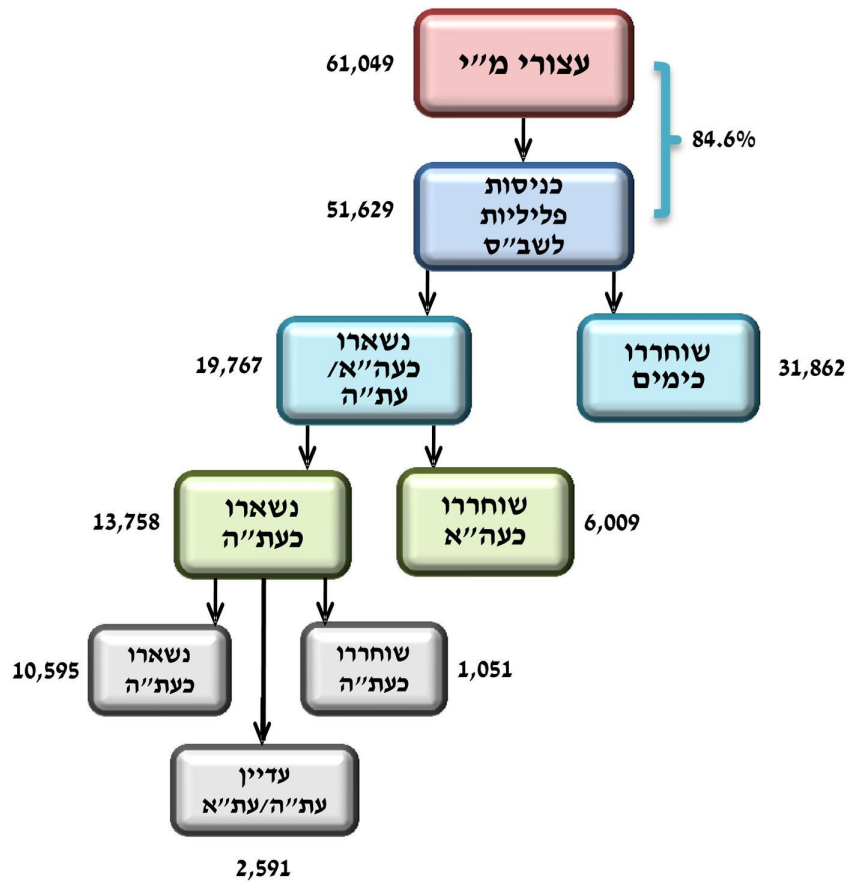 עצורי מ״י
61,049
84.6%
כניסות
פליליות
לשב״ס
51,629
שוחררו
כימים
31,862
נשארו
כעה״א/
עת״ה
19,767
שוחררו
כעה״א
6,009
נשארו
כעת״ה
13,758
שוחררו
כעת״ה
1,051
נשארו
כעת״ה
10,595
עדיין
עת״ה/עת״א
2,591